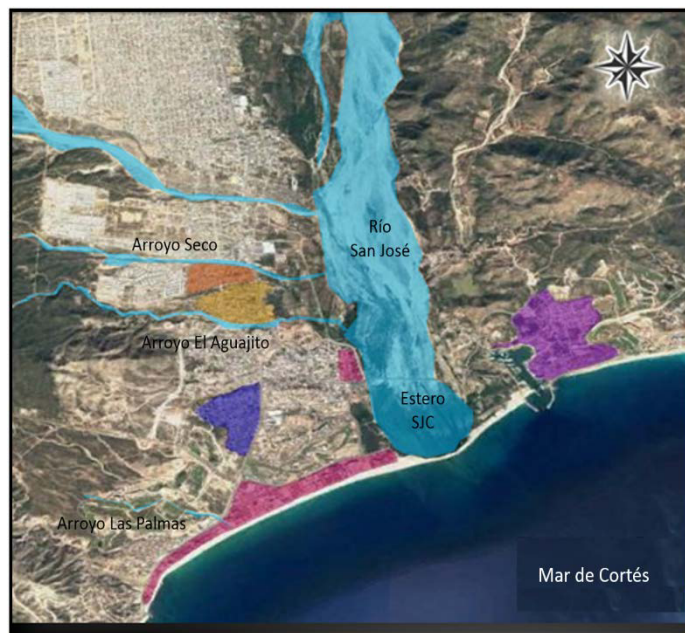 Río
San José
Arroyo Seco
Arroyo El Aguajito
Estero
SJC
Arroyo Las Palmas
Mar de Cortés